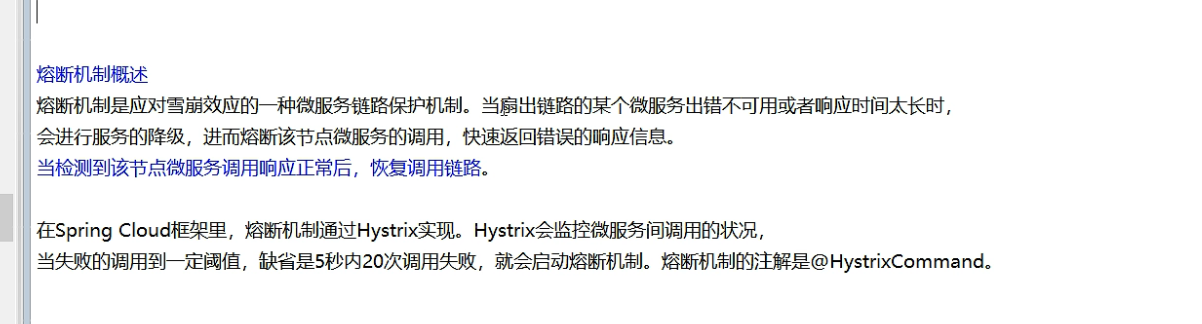 熔断机制概述
熔断机制是应对雪崩效应的一种微服务链路保护机制。当扇出链路的某个微服务出错不可用或者响应时间太长时，
会进行服务的降级，进而熔断该节点微服务的调用，快速返回错误的响应信息。
当检测到该节点微服务调用响应正常后，恢复调用链路。
在Spring Cloud框架里，熔断机制通过Hystrix实现。Hystrix会监控微服务间调用的状况，
当失败的调用到一定阈值，缺省是5秒内20次调用失败，就会启动熔断机制。熔断机制的注解是@HystrixCommand。